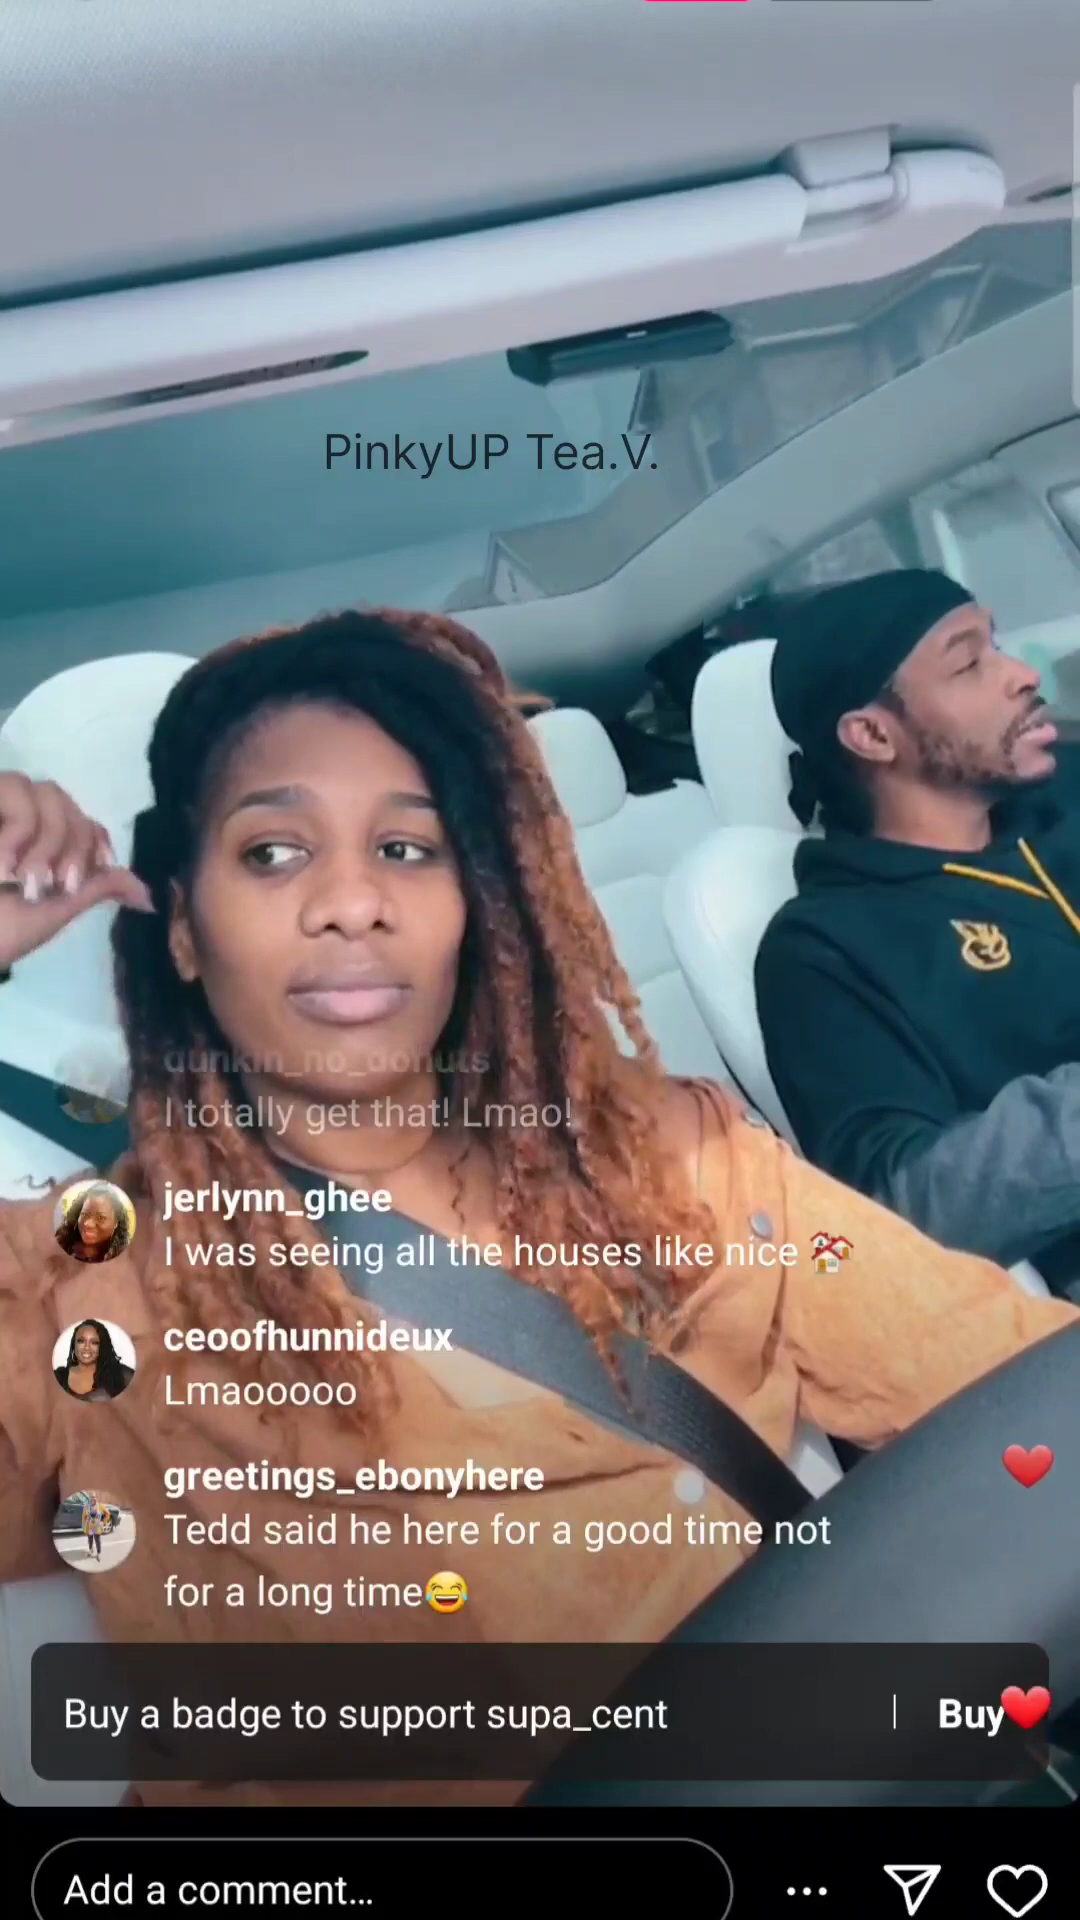 PinkyUP Tea.V.
dunkin_no_donuts
I totally get that! Lmao!
jerlynn_ghee
I was seeing all the houses like nice 🏘️
ceoofhunnideux
Lmaooooo
greetings_ebonyhere
Tedd said he here for a good time not
for a long time😂
Buy a badge to support supa_cent | Buy
Add a comment...